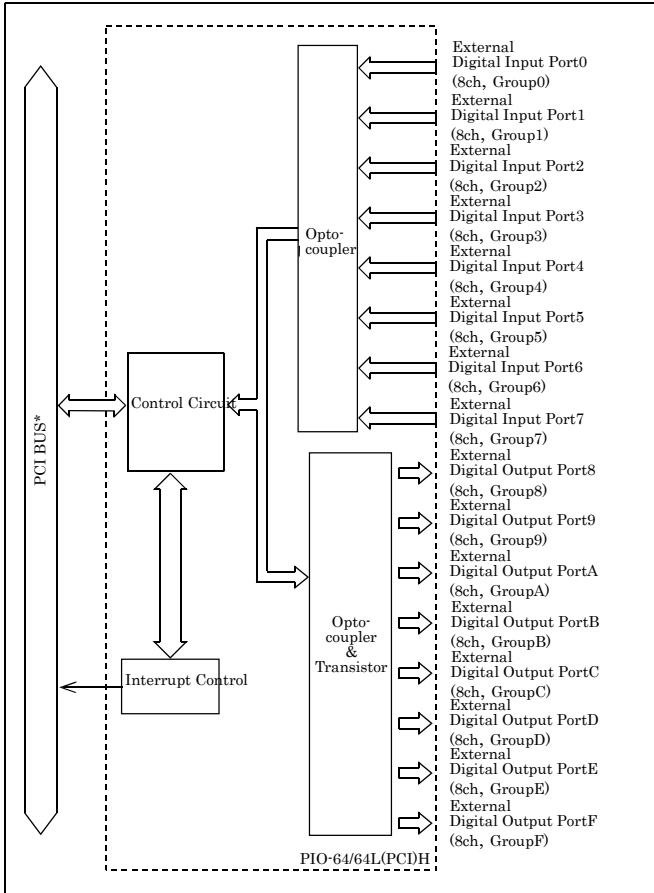 External
Digital Input Port0
(8ch, Group0)
External
Digital Input Port1
(8ch, Group1)
External
Digital Input Port2
(8ch, Group2)
External
Digital Input Port3
(8ch, Group3)
External
Digital Input Port4
(8ch, Group4)
External
Digital Input Port5
(8ch, Group5)
External
Digital Input Port6
(8ch, Group6)
External
Digital Input Port7
(8ch, Group7)
External
Digital Output Port8
(8ch, Group8)
External
Digital Output Port9
(8ch, Group9)
External
Digital Output PortA
(8ch, GroupA)
External
Digital Output PortB
(8ch, GroupB)
External
Digital Output PortC
(8ch, GroupC)
External
Digital Output PortD
(8ch, GroupD)
External
Digital Output PortE
(8ch, GroupE)
External
Digital Output PortF
(8ch, GroupF)
Opto-
coupler
Control Circuit
PCI BUS*
Opto-
coupler
&
Transistor
Interrupt Control
PIO-64/64L(PCI)H